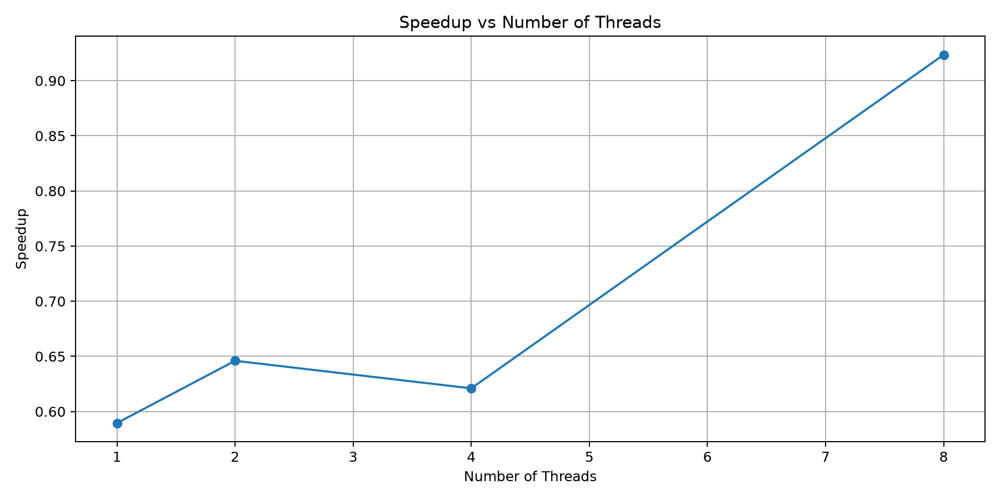 Speedup vs Number of Threads
Speedup
0.90
0.85
0.80
0.75
0.70
0.65
0.60
1 2 3 4 5 6 7 8
Number of Threads